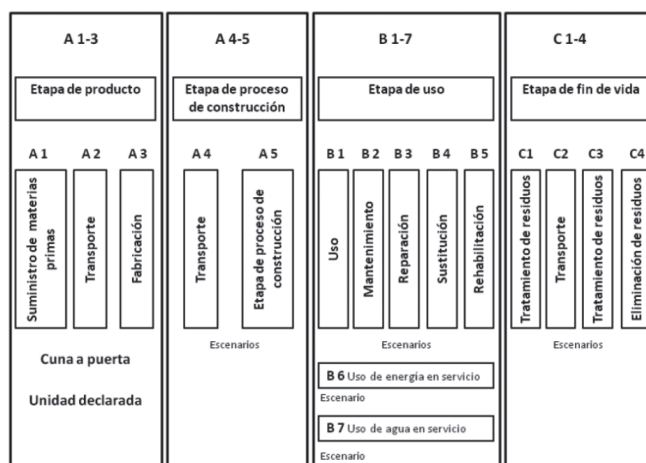 A 1-3
A 4-5
B 1-7
C 1-4
Etapa de producto
Etapa de proceso
de construcción
Etapa de uso
Etapa de fin de vida
A 1
A 2
A 3
A 4
A 5
B 1
B 2
B 3
B 4
B 5
C1
C2
C3
C4
Suministro de materias
primas
Transporte
Fabricación
Transporte
Etapa de proceso de
construcción
Uso
Mantenimiento
Reparación
Sustitución
Rehabilitación
Tratamiento de residuos
Transporte
Tratamiento de residuos
Eliminación de residuos
Cuna a puerta
Unidad declarada
Escenarios
Escenarios
B 6 Uso de energía en servicio
Escenario
B 7 Uso de agua en servicio
Escenario
Escenarios